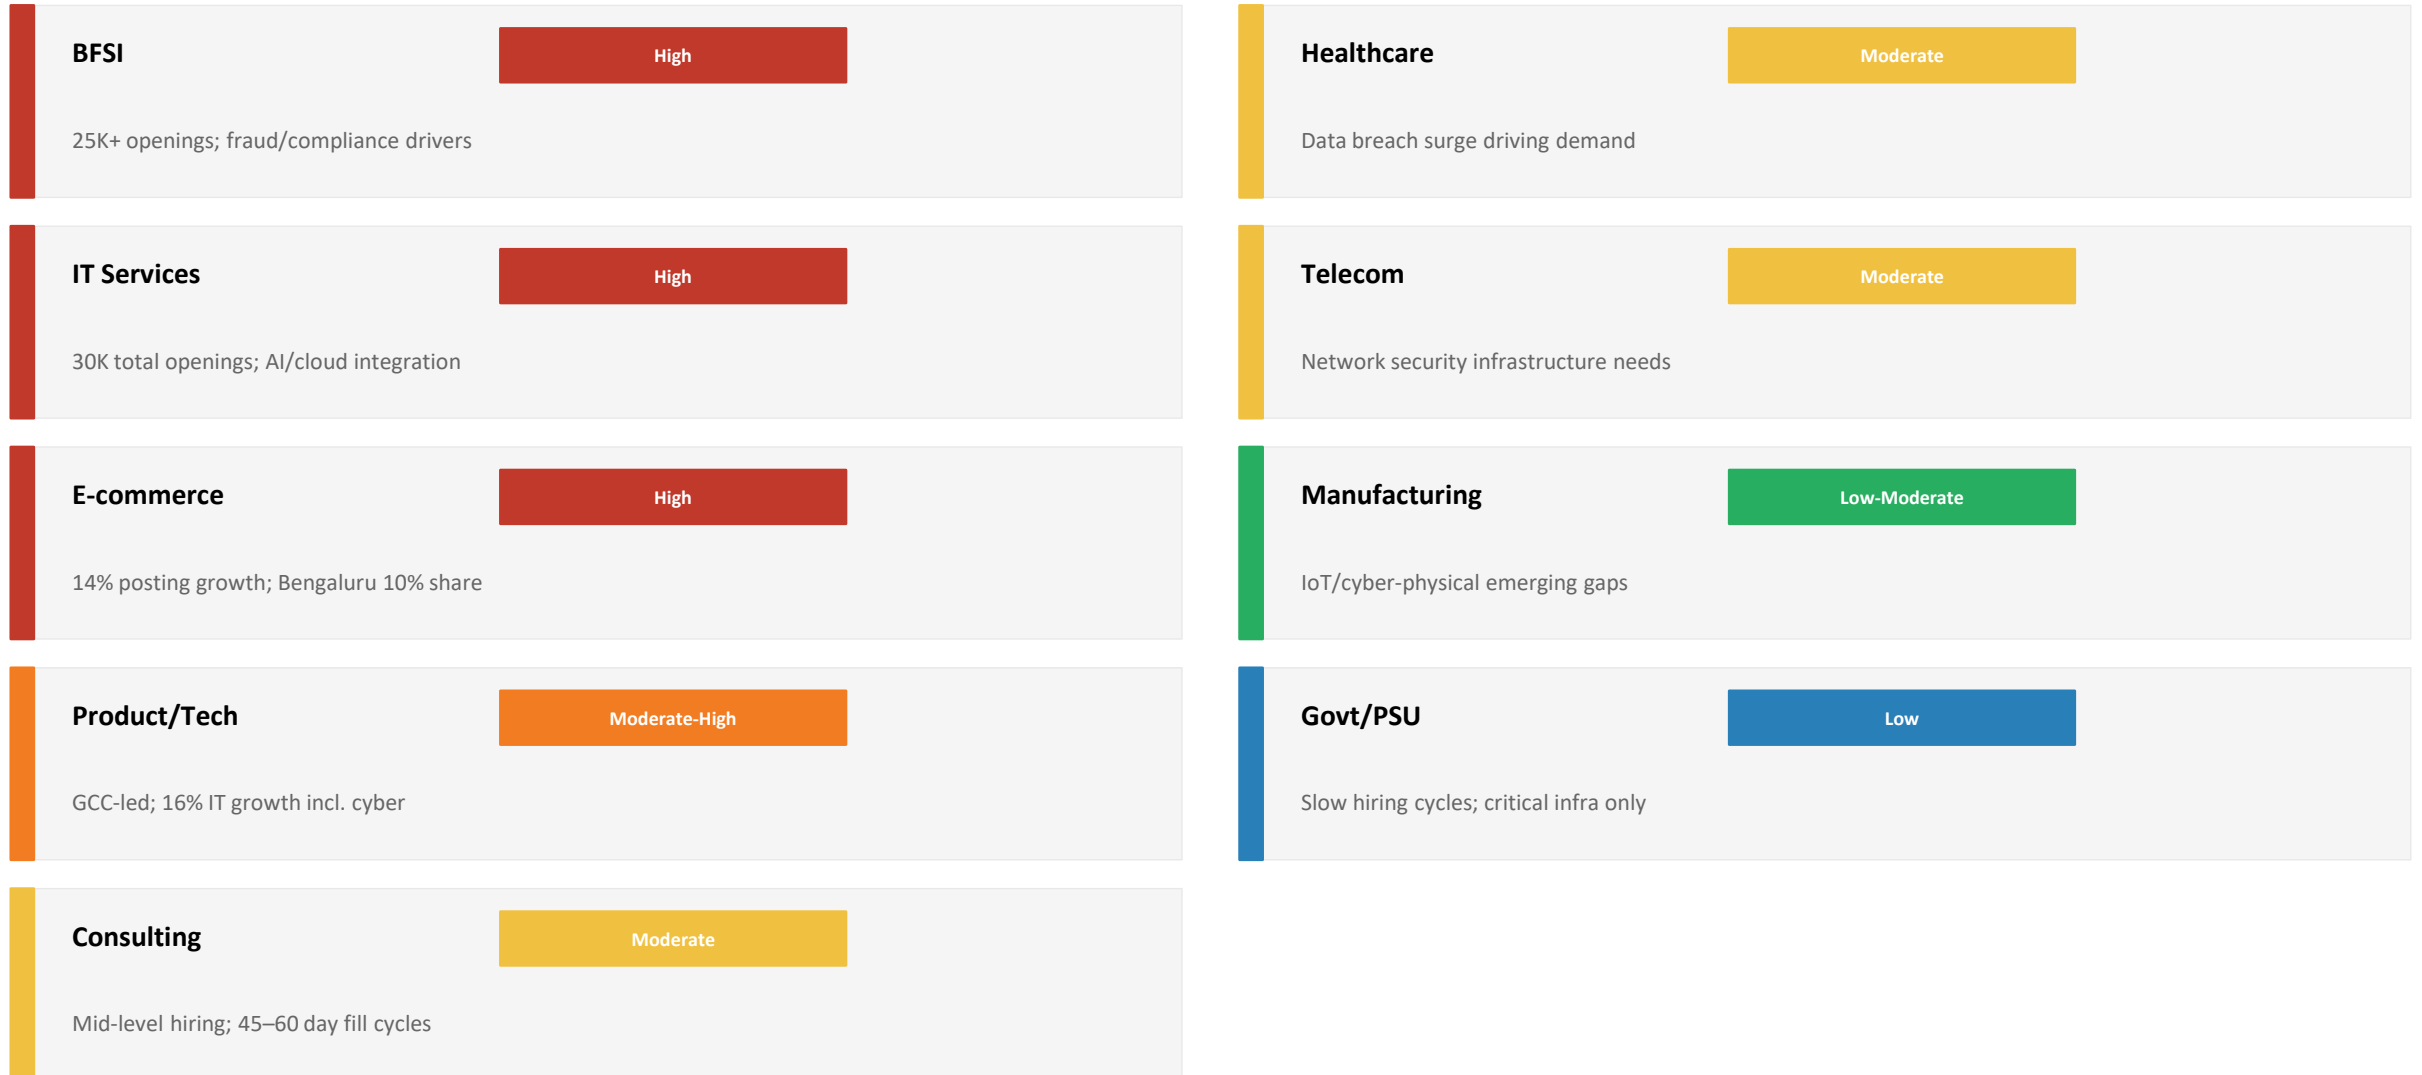 BFSI
High
25K+ openings; fraud/compliance drivers
IT Services
High
30K total openings; AI/cloud integration
E-commerce
High
14% posting growth; Bengaluru 10% share
Product/Tech
Moderate-High
GCC-led; 16% IT growth incl. cyber
Consulting
Moderate
Mid-level hiring; 45–60 day fill cycles
Healthcare
Moderate
Data breach surge driving demand
Telecom
Moderate
Network security infrastructure needs
Manufacturing
Low-Moderate
IoT/cyber-physical emerging gaps
Govt/PSU
Low
Slow hiring cycles; critical infra only